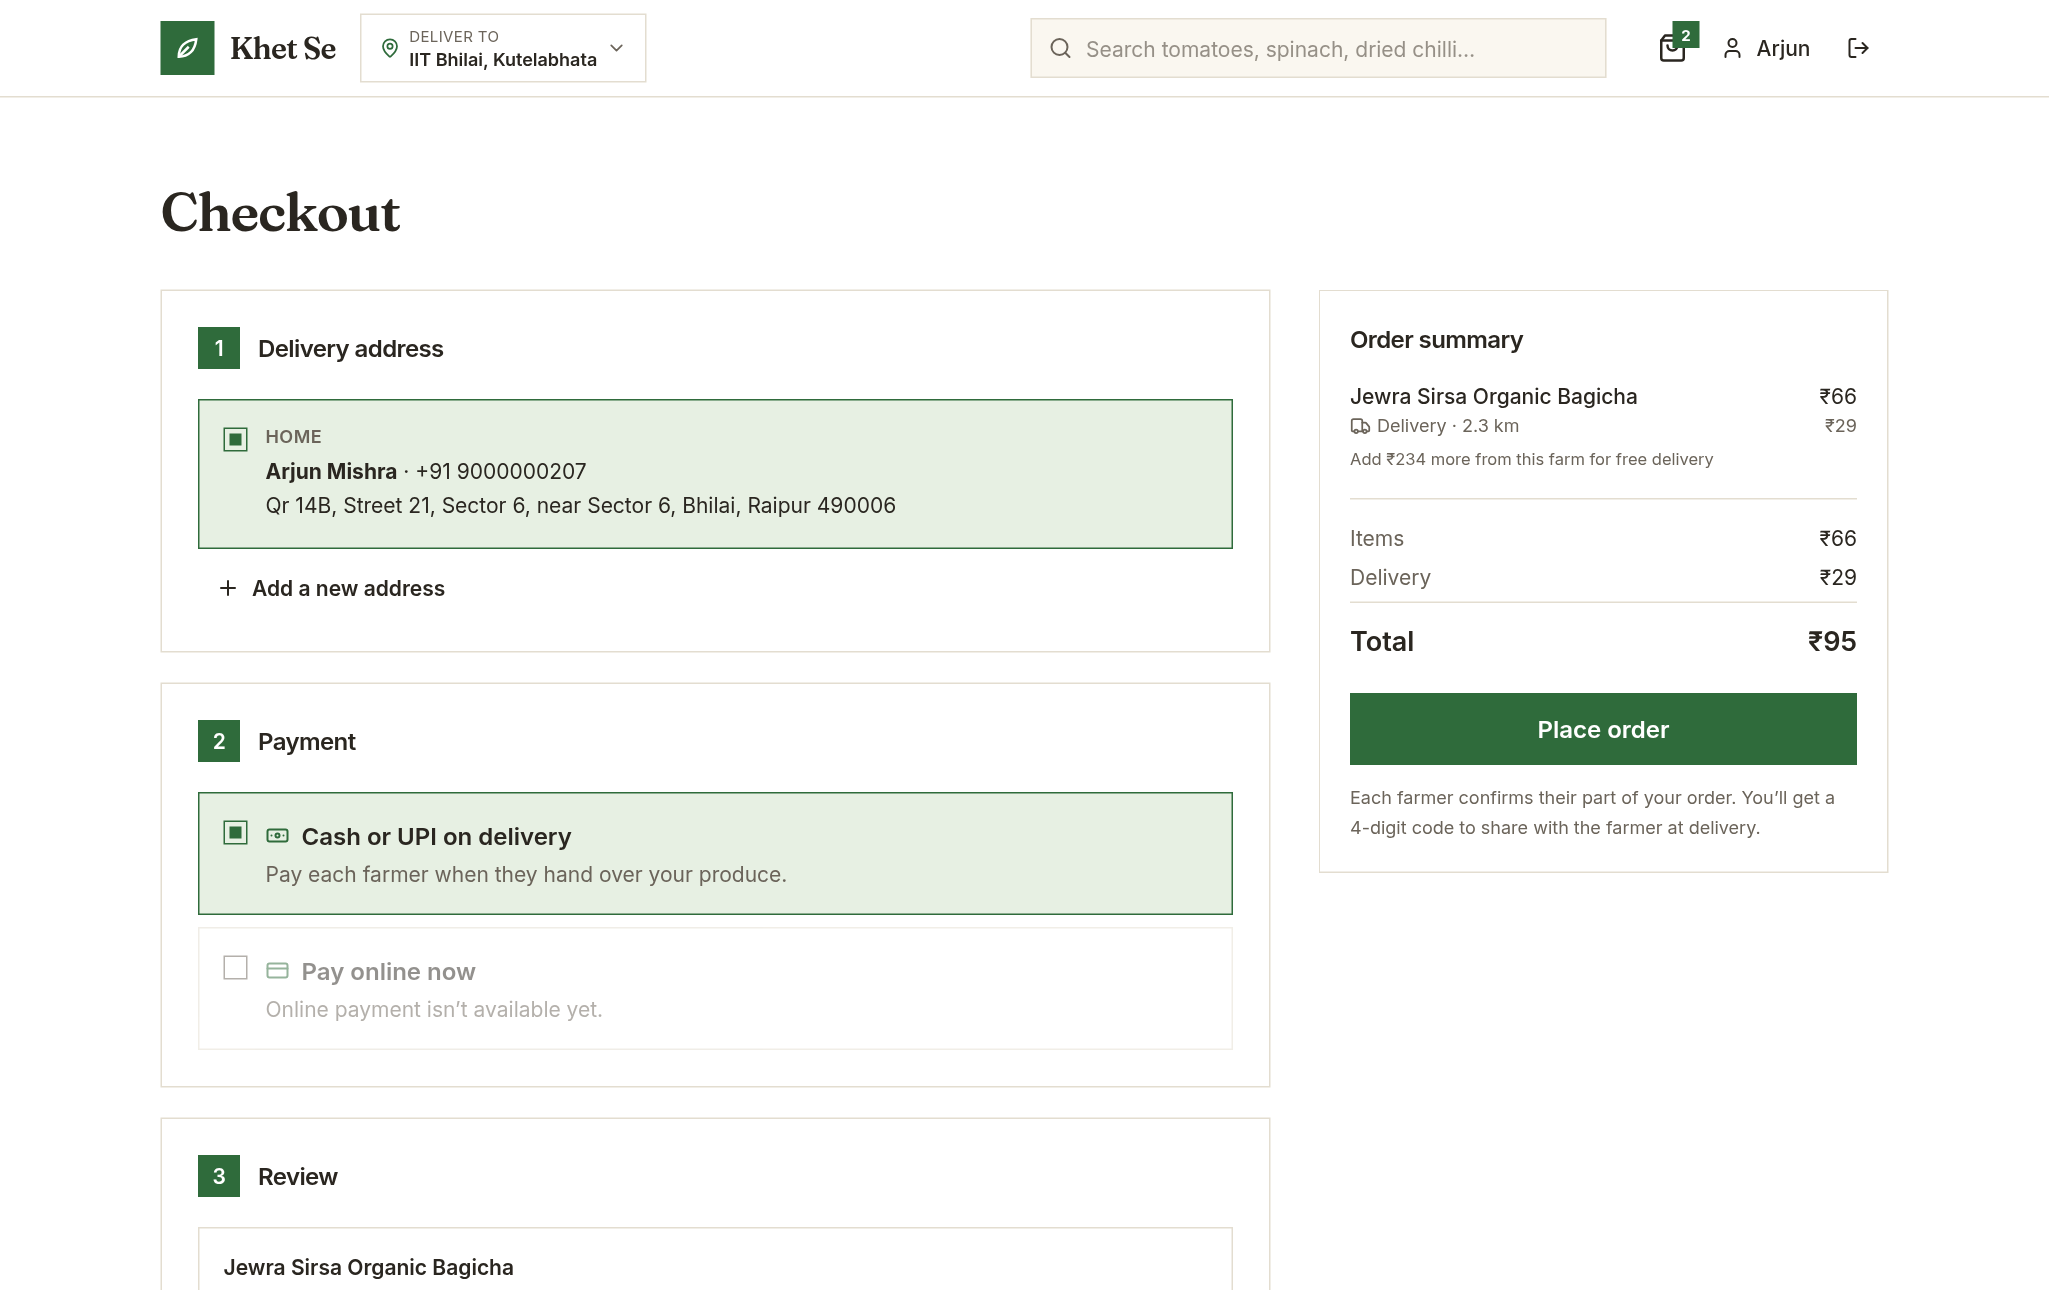 Khet Se
DELIVER TO
IIT Bhilai, Kutelabhata
Search tomatoes, spinach, dried chilli...
2
Arjun
Checkout
1
Delivery address
HOME
Arjun Mishra · +91 9000000207
Qr 14B, Street 21, Sector 6, near Sector 6, Bhilai, Raipur 490006
Add a new address
2
Payment
Cash or UPI on delivery
Pay each farmer when they hand over your produce.
Pay online now
Online payment isn’t available yet.
3
Review
Jewra Sirsa Organic Bagicha
Order summary
Jewra Sirsa Organic Bagicha ₹66
Delivery · 2.3 km ₹29
Add ₹234 more from this farm for free delivery
Items ₹66
Delivery ₹29
Total ₹95
Place order
Each farmer confirms their part of your order. You’ll get a
4-digit code to share with the farmer at delivery.